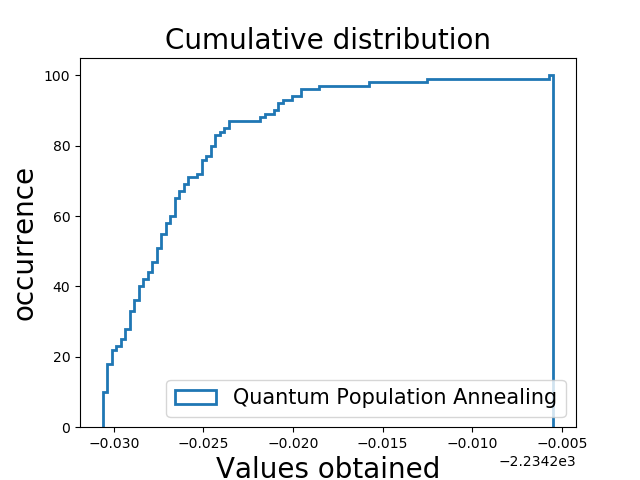 Cumulative distribution
occurrence
100
80
60
40
20
0
Quantum Population Annealing
−0.030 −0.025 −0.020 −0.015 −0.010 −0.005
−2.2342e3
Values obtained